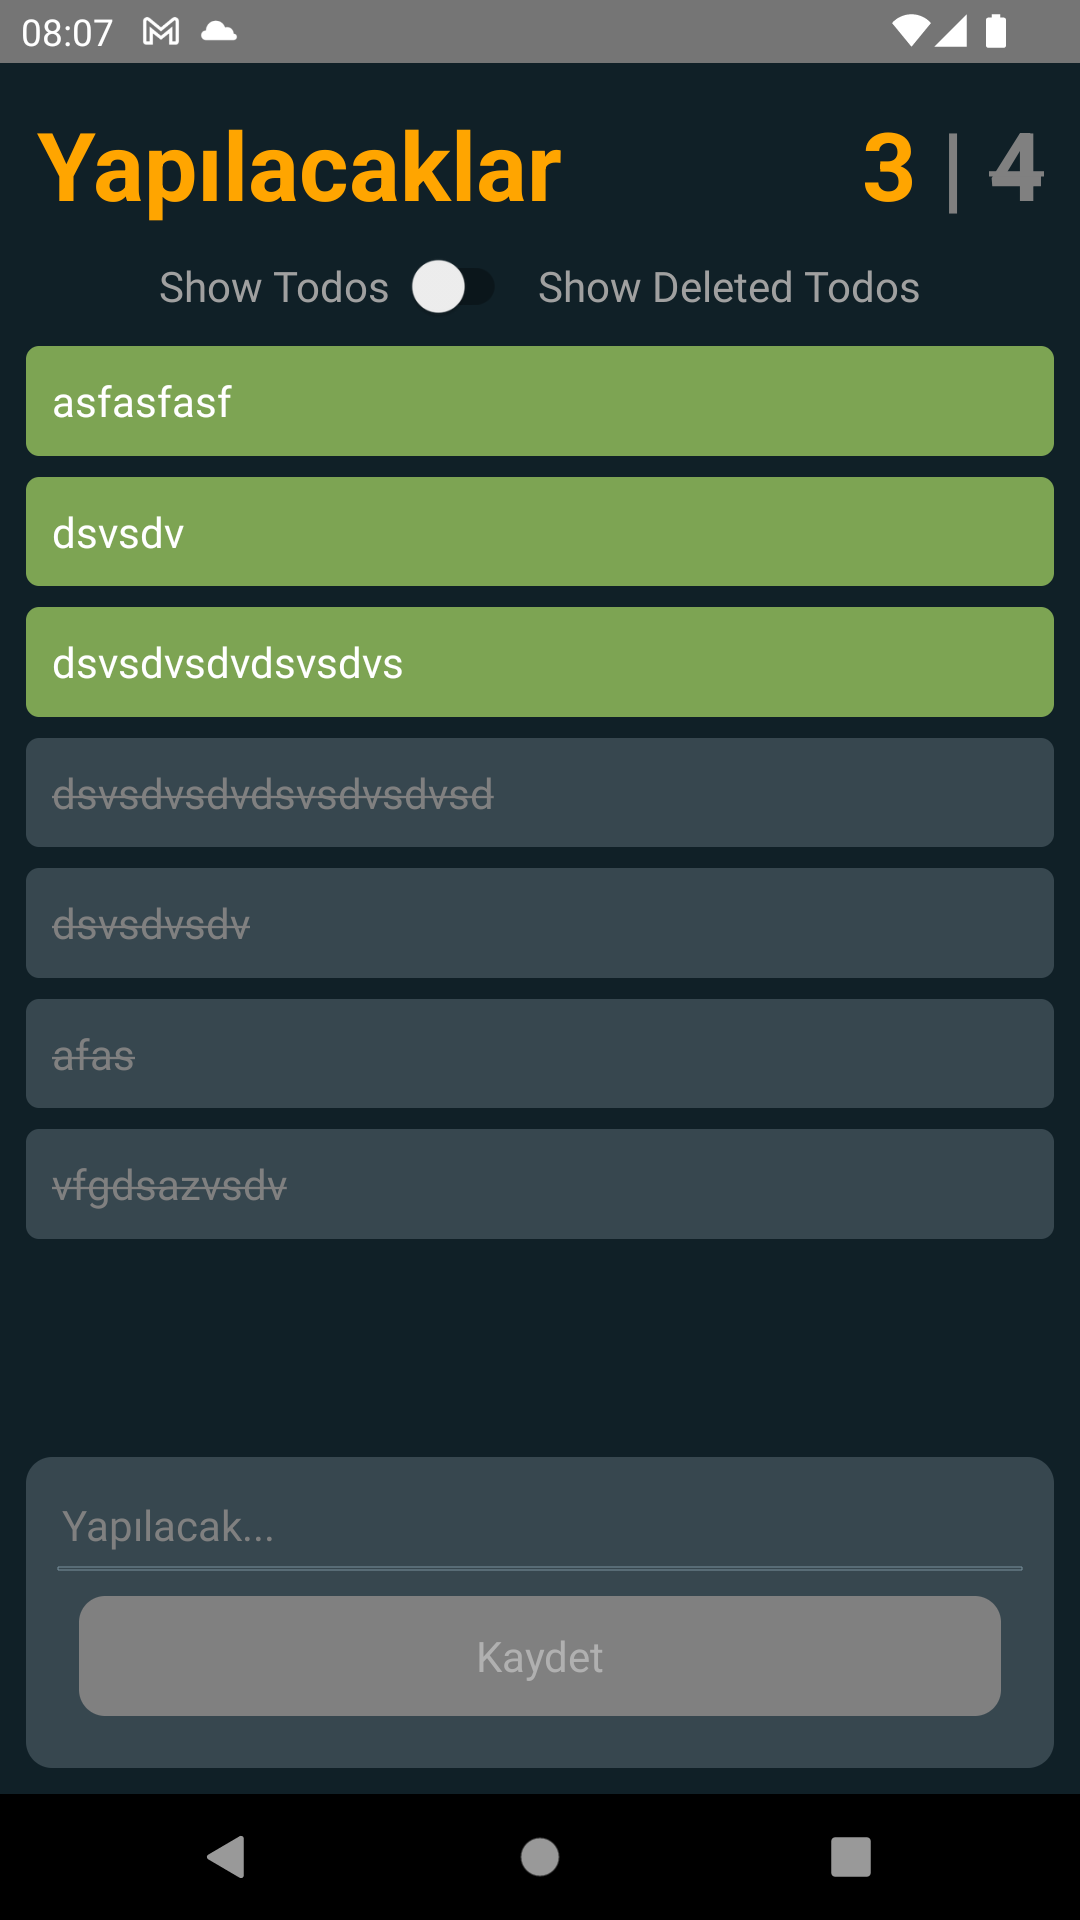 08:07
Yapılacaklar 3 | 4
Show Todos Show Deleted Todos
asfasfasf
dsvsdv
dsvsdvsdvdsvsdvs
dsvsdvsdvdsvsdvsdvsd
dsvsdvsdv
afas
vfgdsazvsdv
Yapılacak...
Kaydet